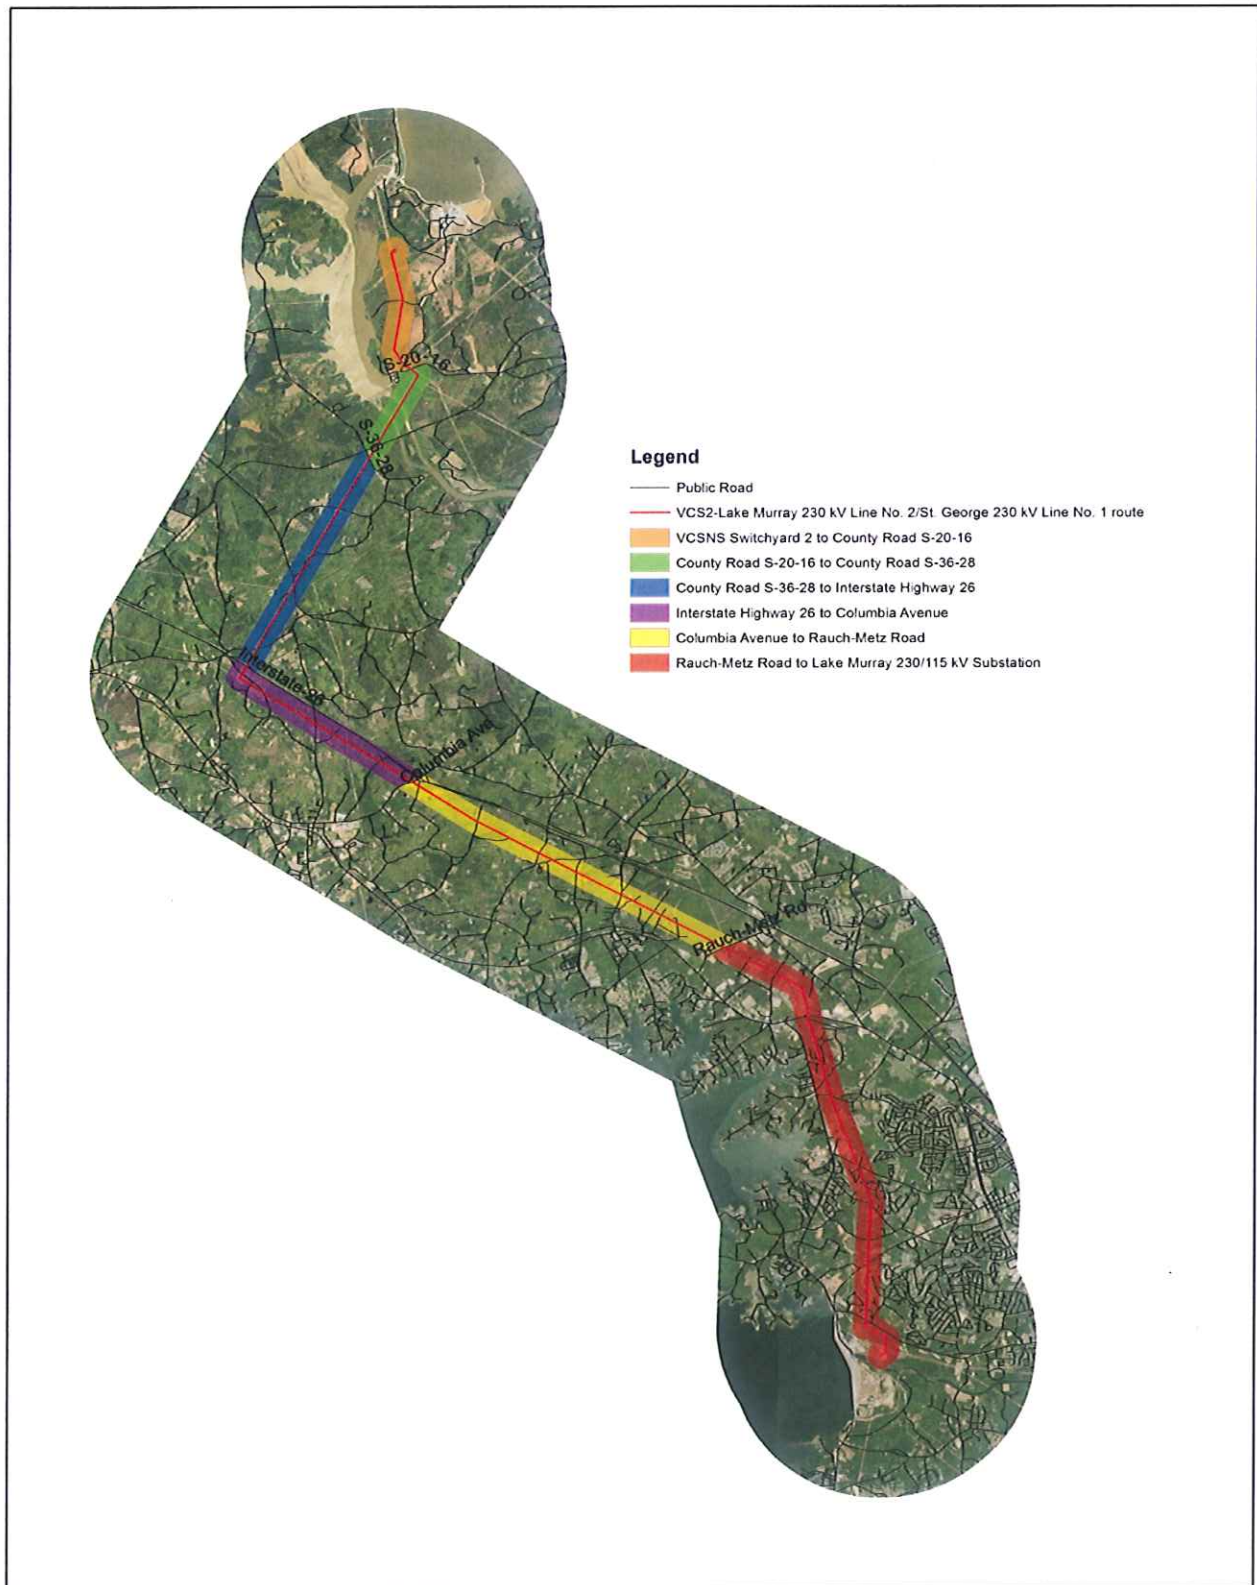 S-20-16
S-36-28
Interstate-26
Columbia Ave
Rauch-Metz Rd
Legend
Public Road
VCS2-Lake Murray 230 kV Line No. 2/St. George 230 kV Line No. 1 route
VCSNS Switchyard 2 to County Road S-20-16
County Road S-20-16 to County Road S-36-28
County Road S-36-28 to Interstate Highway 26
Interstate Highway 26 to Columbia Avenue
Columbia Avenue to Rauch-Metz Road
Rauch-Metz Road to Lake Murray 230/115 kV Substation